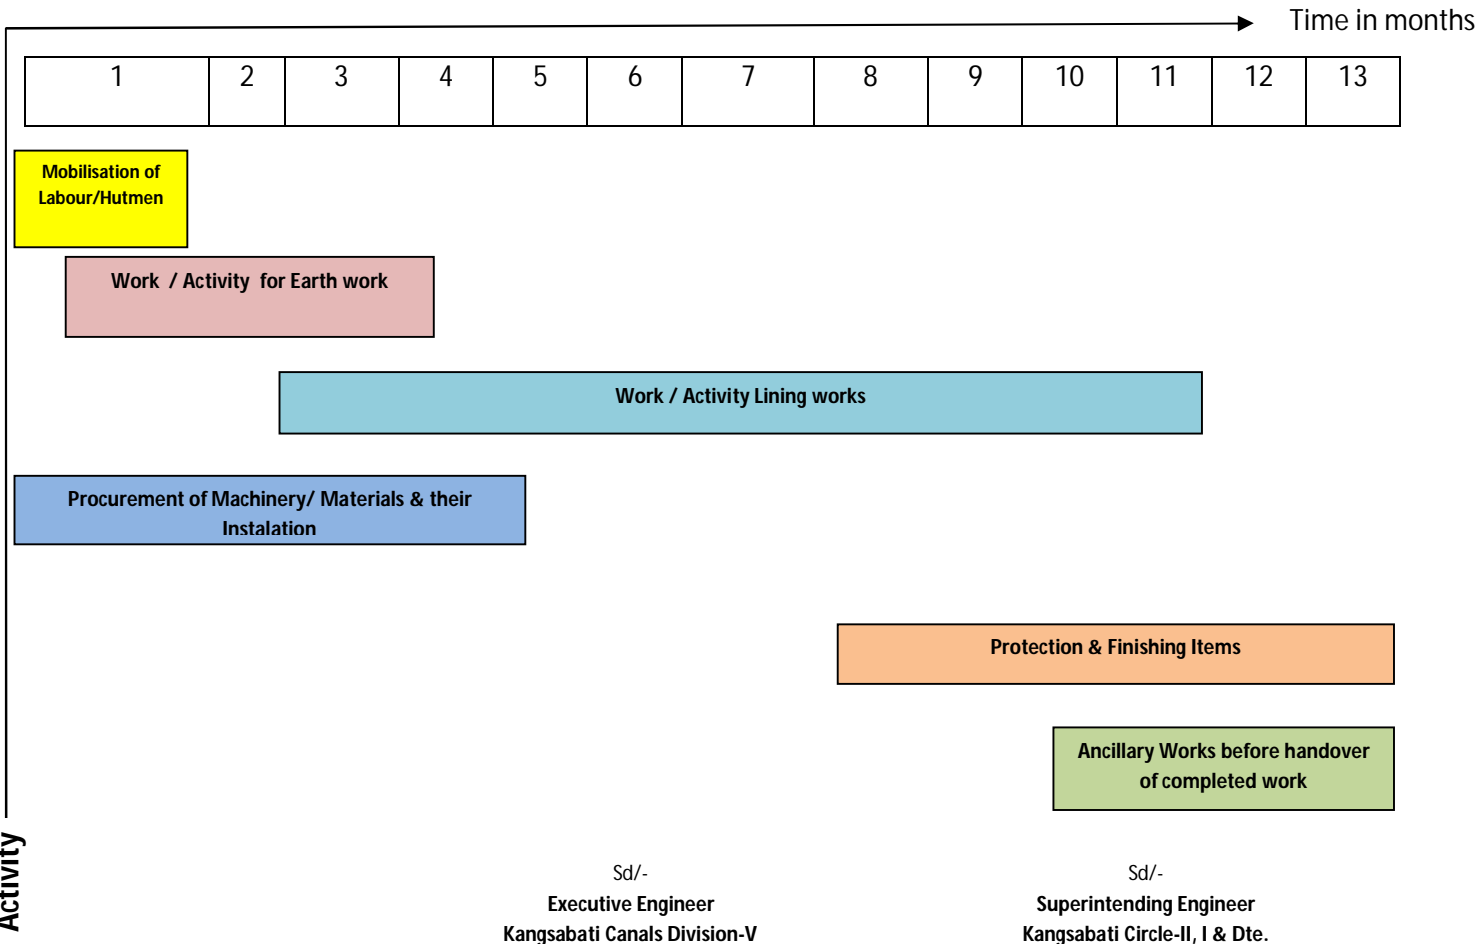 Time in months
1 2 3 4 5 6 7 8 9 10 11 12 13
Mobilisation of
Labour/Hutmen
Work / Activity for Earth work
Work / Activity Lining works
Procurement of Machinery/ Materials & their
Instalation
Protection & Finishing Items
Ancillary Works before handover
of completed work
Activity
Sd/-
Executive Engineer
Kangsabati Canals Division-V
Sd/-
Superintending Engineer
Kangsabati Circle-II, I & Dte.